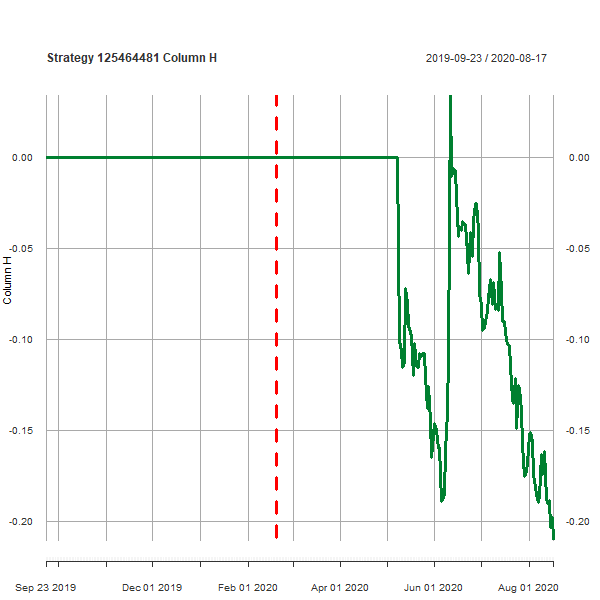 Strategy 125464481 Column H
2019-09-23 / 2020-08-17
0.00
0.00
-0.05
-0.05
Column H
-0.10
-0.10
-0.15
-0.15
-0.20
-0.20
Sep 23 2019
Dec 01 2019
Feb 01 2020
Apr 01 2020
Jun 01 2020
Aug 01 2020